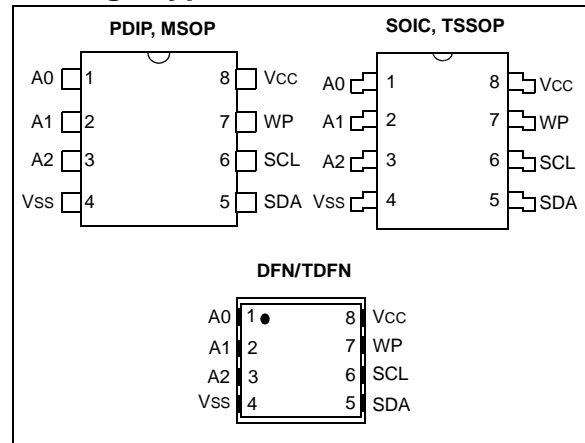 PDIP, MSOP
A0 1 8 VCC
A1 2 7 WP
A2 3 6 SCL
VSS 4 5 SDA
SOIC, TSSOP
A0 1 8 VCC
A1 2 7 WP
A2 3 6 SCL
VSS 4 5 SDA
DFN/TDFN
A0 1 8 VCC
A1 2 7 WP
A2 3 6 SCL
VSS 4 5 SDA